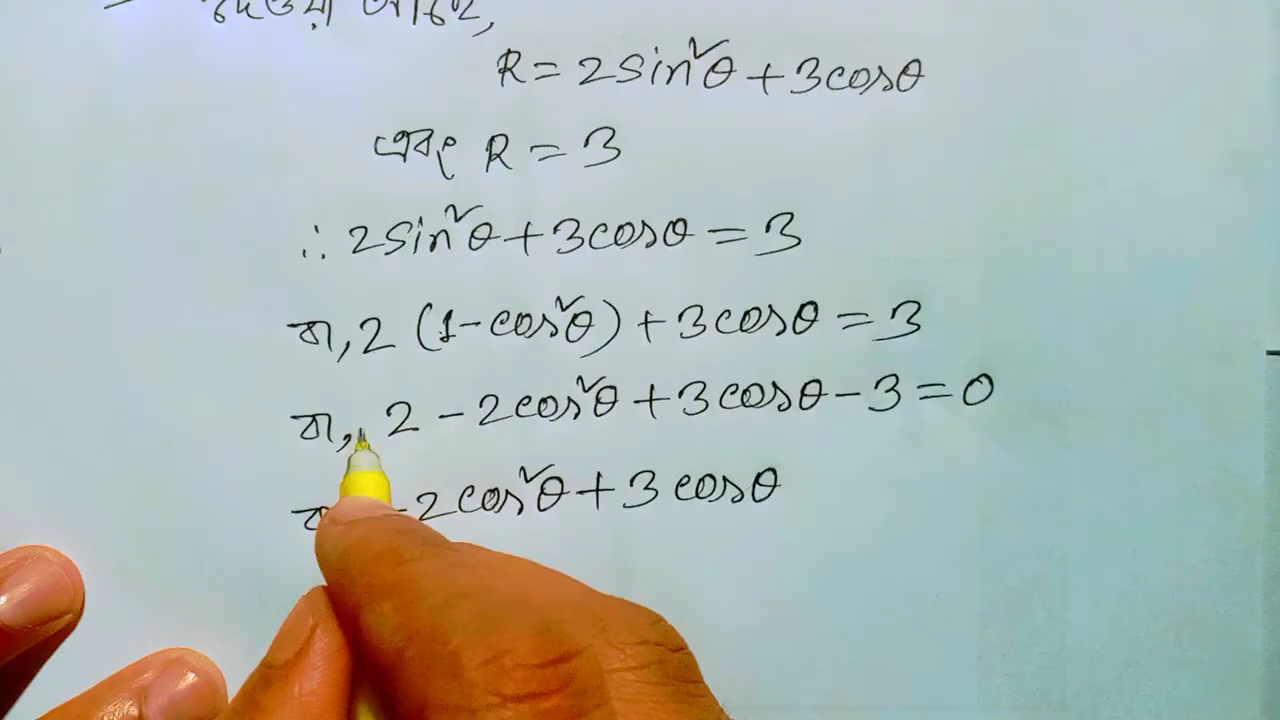 R = 2sin²θ + 3cosθ
এবং R = 3
∴ 2sin²θ + 3cosθ = 3
বা, 2 (1 - cos²θ) + 3cosθ = 3
বা, 2 - 2cos²θ + 3cosθ - 3 = 0
- 2cos²θ + 3cosθ